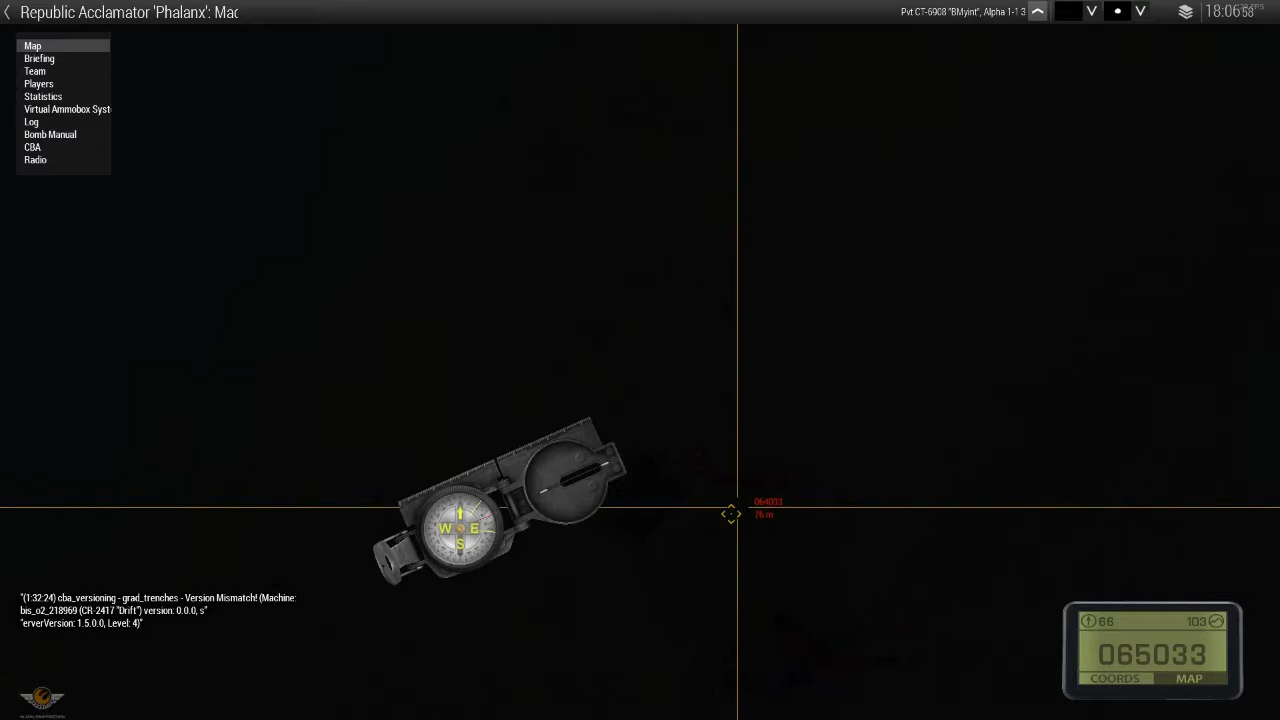 Republic Acclamator 'Phalanx': Mac
Pvt CT-6908 "BMyint", Alpha 1-1 3
18:06:58
Map
Briefing
Team
Players
Statistics
Virtual Ammobox Syst
Log
Bomb Manual
CBA
Radio
064033
76 m
W E
S
"(1:32:24) cba_versioning - grad_trenches - Version Mismatch! (Machine:
bis_o2_218969 (CR-2417 "Drift") version: 0.0.0, s"
"erverVersion: 1.5.0.0, Level: 4)"
66 103
065033
COORDS MAP